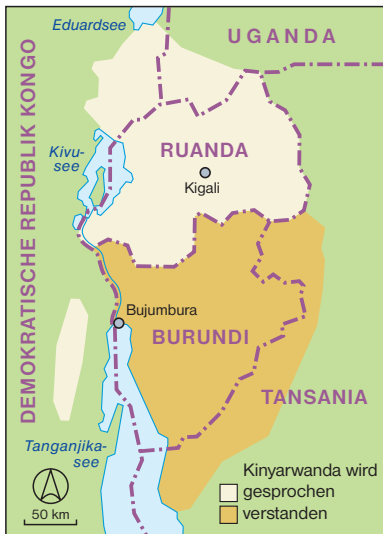 Eduardsee
UGANDA
DEMOKRATISCHE REPUBLIK KONGO
Kivu-
see
RUANDA
Kigali
Bujumbura
BURUNDI
TANSANIA
Tanganjika-
see
50 km
Kinyarwanda wird
gesprochen
verstanden